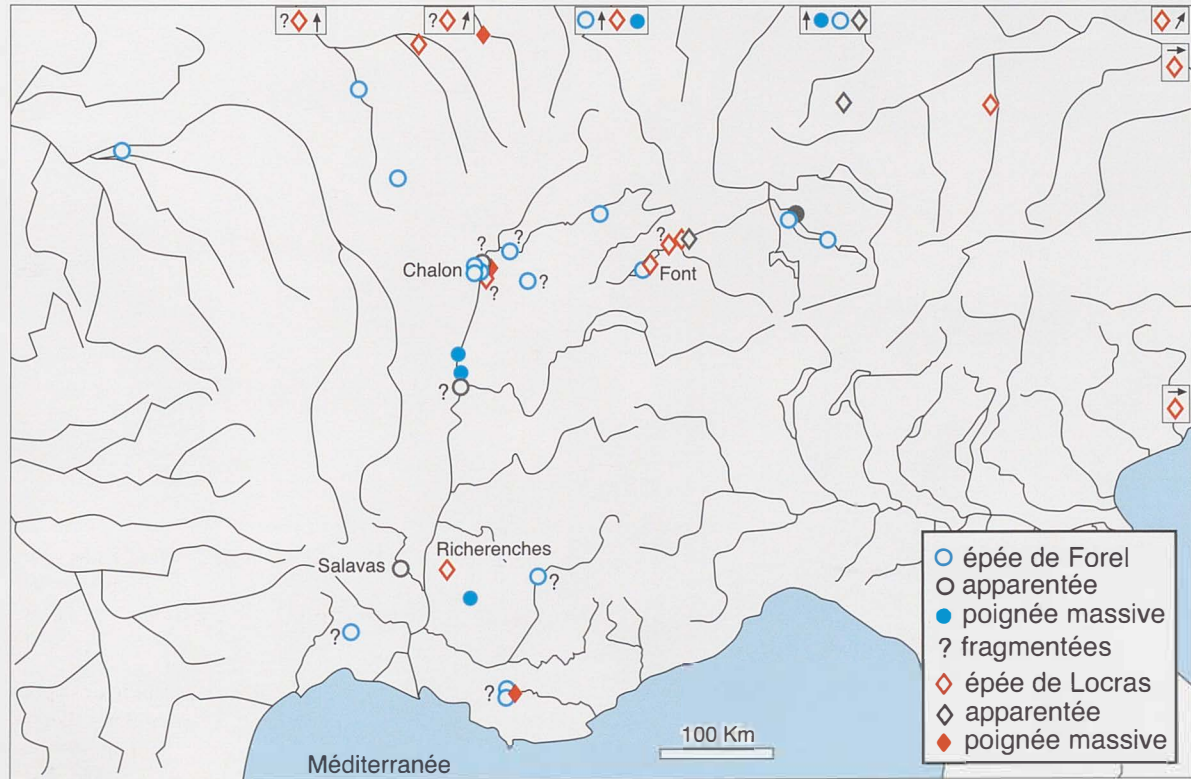 ?
?
?
?
?
Chalon
?
?
?
Font
?
Richerenches
Salavas
?
?
?
épée de Forel
apparentée
poignée massive
? fragmentées
épée de Locras
apparentée
poignée massive
100 Km
Méditerranée